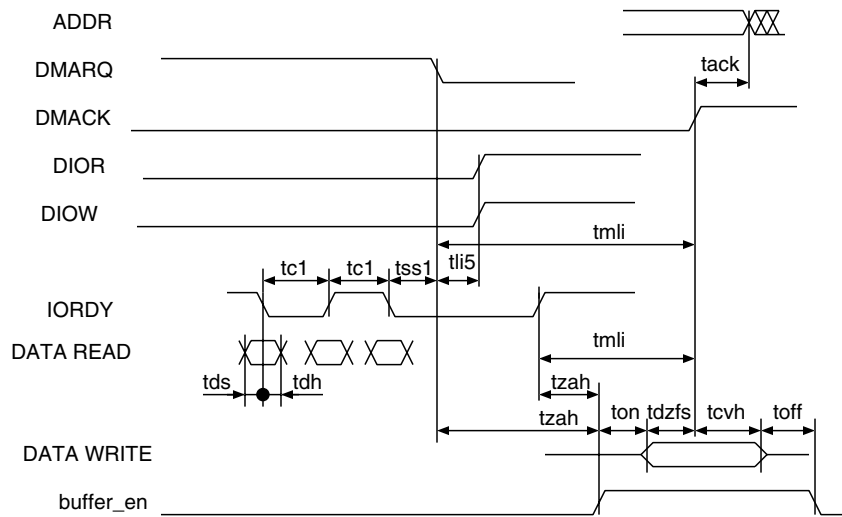 ADDR
DMARQ
tack
DMACK
DIOR
DIOW
tmli
tc1 tc1 tss1 tli5
IORDY
DATA READ
tmli
tds tdh
tzah
tzah ton tdzfs tcvh toff
DATA WRITE
buffer_en